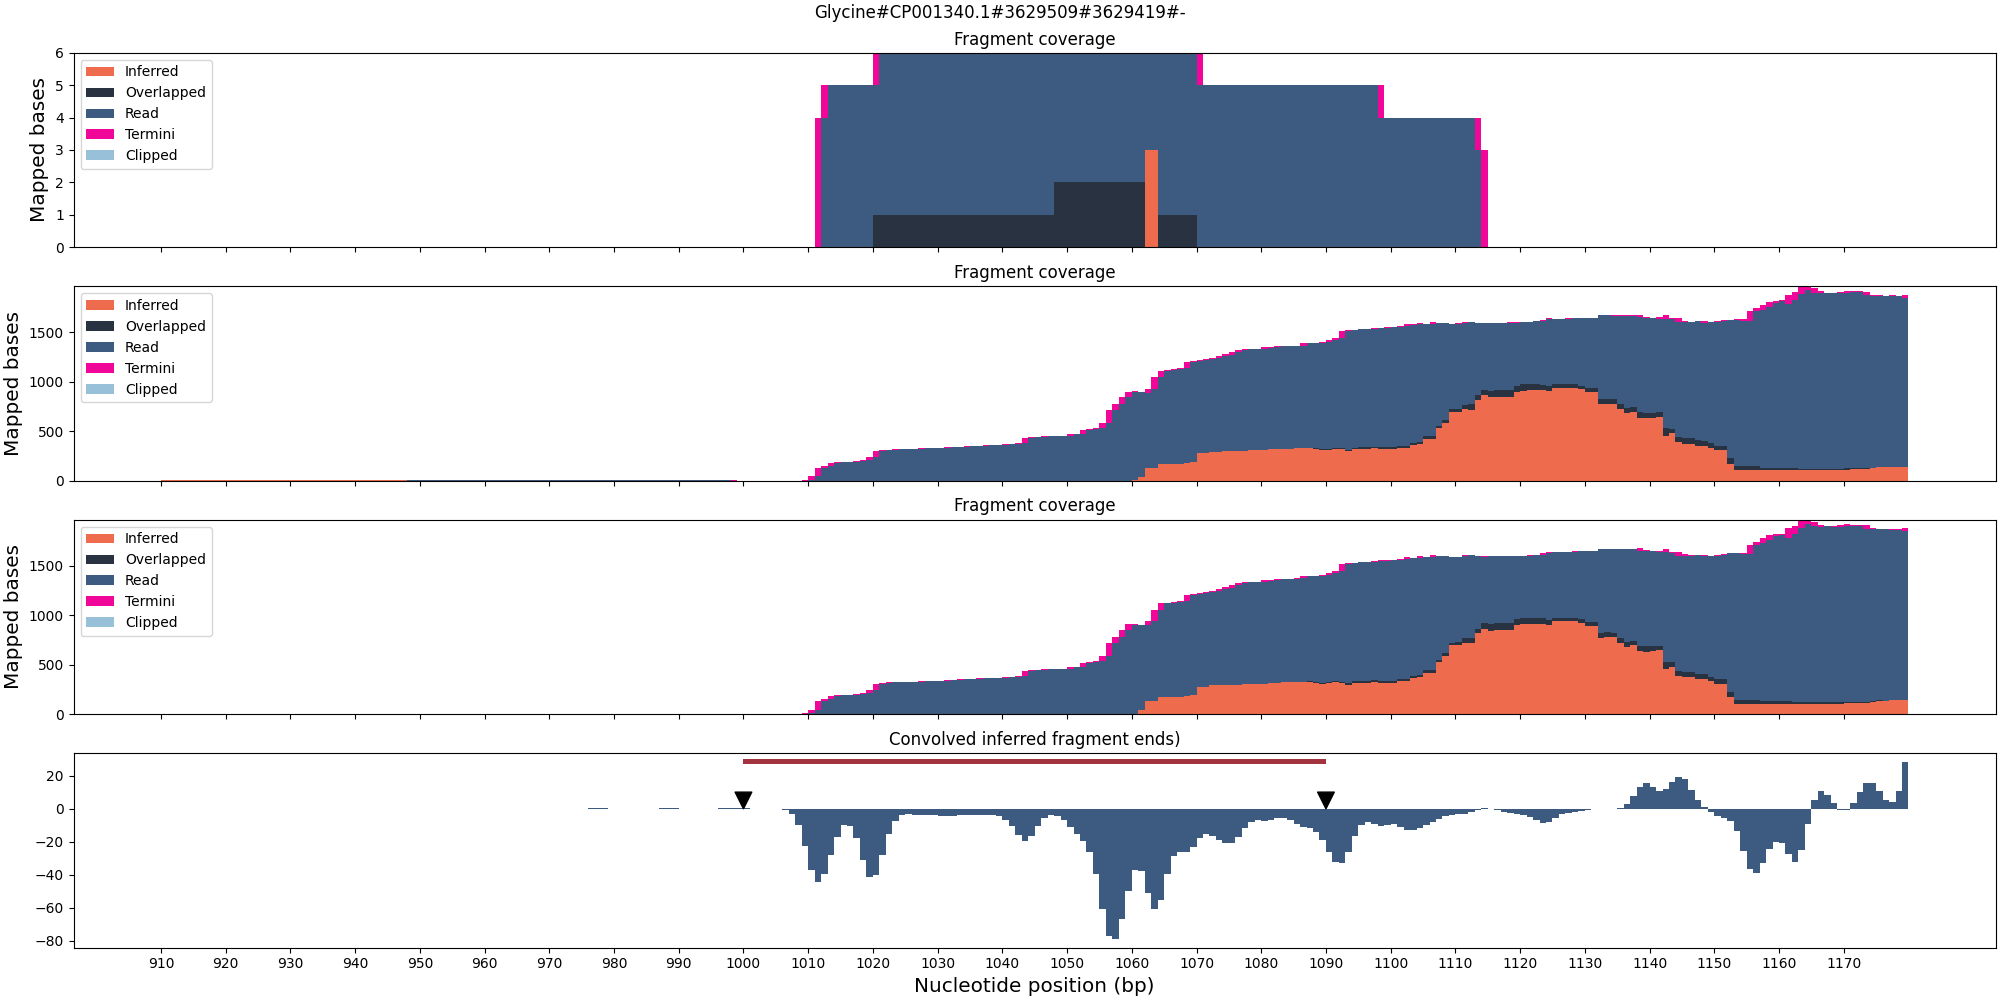 Glycine#CP001340.1#3629509#3629419#-
Fragment coverage
Mapped bases
6
5
4
3
2
1
0
Inferred
Overlapped
Read
Termini
Clipped
Fragment coverage
Mapped bases
1500
1000
500
0
Inferred
Overlapped
Read
Termini
Clipped
Fragment coverage
Mapped bases
1500
1000
500
0
Inferred
Overlapped
Read
Termini
Clipped
Convolved inferred fragment ends)
20
0
−20
−40
−60
−80
910 920 930 940 950 960 970 980 990 1000 1010 1020 1030 1040 1050 1060 1070 1080 1090 1100 1110 1120 1130 1140 1150 1160 1170
Nucleotide position (bp)